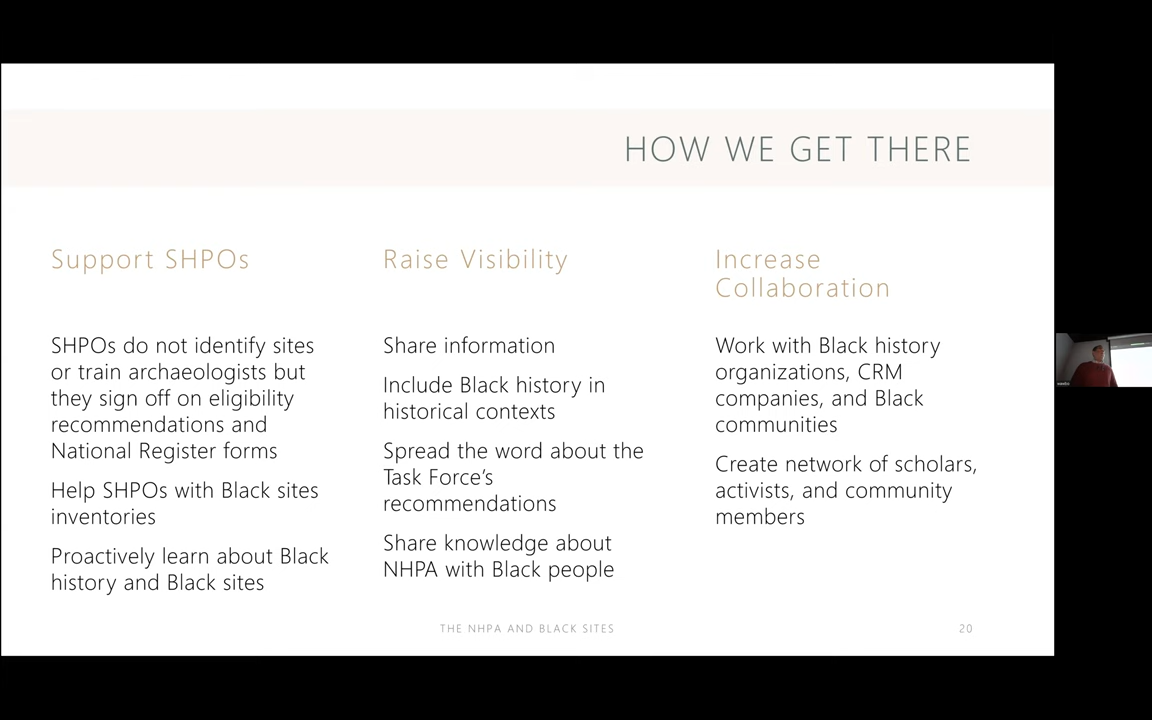 HOW WE GET THERE
Support SHPOs
SHPOs do not identify sites
or train archaeologists but
they sign off on eligibility
recommendations and
National Register forms
Help SHPOs with Black sites
inventories
Proactively learn about Black
history and Black sites
Raise Visibility
Share information
Include Black history in
historical contexts
Spread the word about the
Task Force’s
recommendations
Share knowledge about
NHPA with Black people
Increase
Collaboration
Work with Black history
organizations, CRM
companies, and Black
communities
Create network of scholars,
activists, and community
members
THE NHPA AND BLACK SITES
20